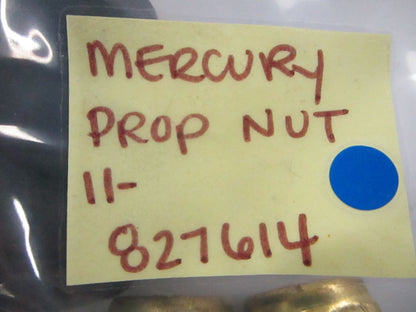 MERCURY
PROP NUT
11-
827614